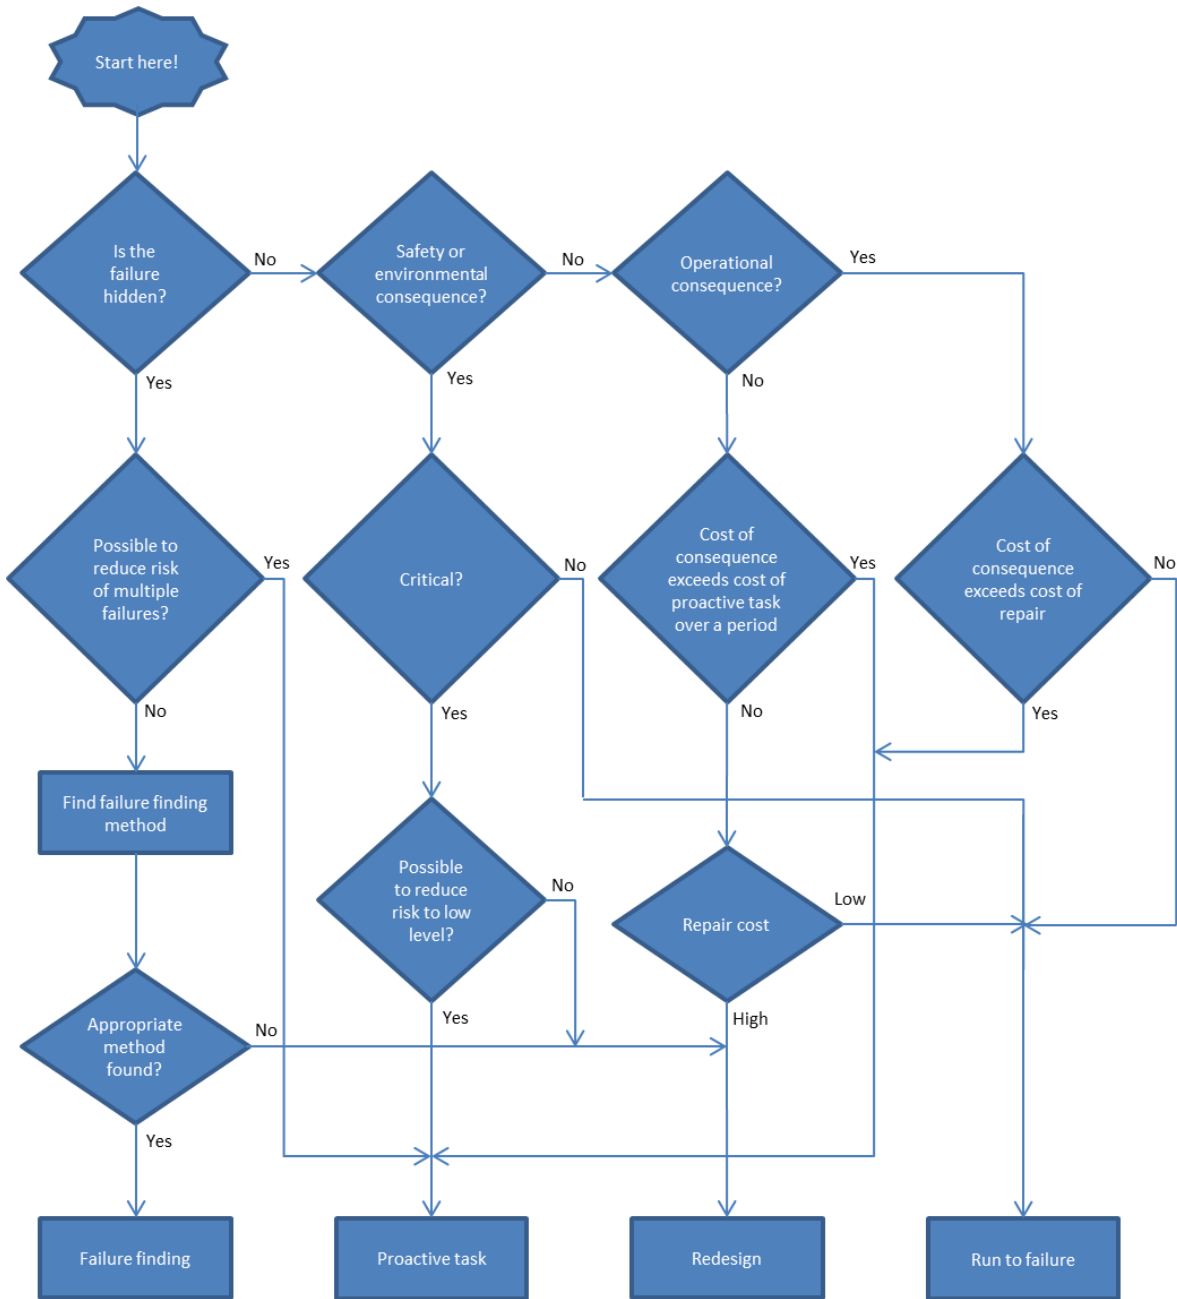 Start here!
Is the
failure
hidden?
No
Safety or
environmental
consequence?
No
Operational
consequence?
Yes
Yes
Yes
No
Possible to
reduce risk
of multiple
failures?
Yes
Critical?
No
Cost of
consequence
exceeds cost of
proactive task
over a period
Yes
Cost of
consequence
exceeds cost of
repair
No
No
Yes
No
Yes
Find failure finding
method
Possible
to reduce
risk to low
level?
No
Repair cost
Low
Appropriate
method
found?
No
Yes
High
Yes
Failure finding
Proactive task
Redesign
Run to failure